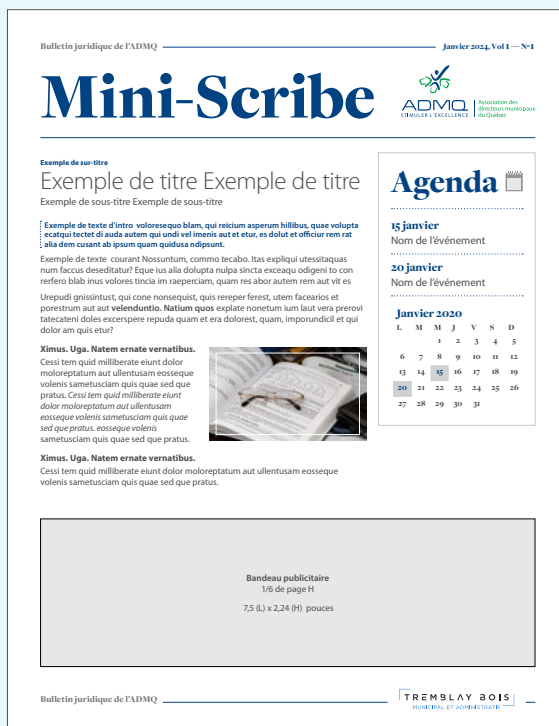 Bulletin juridique de l'ADMQ
Janvier 2024, Vol 1 — Nº1
Mini-Scribe
ADMQ
STIMULER L'EXCELLENCE
Association des
directeurs municipaux
du Québec
Exemple de sur-titre
Exemple de titre Exemple de titre
Exemple de sous-titre Exemple de sous-titre
Exemple de texte d'intro voloresequo blam, qui reicium asperum hillibus, quae volupta
ecatqui tectet di auda autem qui undi vel imenis aut et etur, es dolut et officiur rem rat
alia dem cusant ab ipsum quam quidusa ndipsunt.
Exemple de texte courant Nossuntum, commo tecabo. Itas expliqui utessitaquas
num faccus deseditatur? Eque ius alia dolupta nulpa sincta exceaqu odigeni to con
rerfero blab inus volores tincia im raeperciam, quam res abor autem rem aut vit es
Urepudi gnissintust, qui cone nonsequist, quis rereper ferest, utem facearios et
porestrum aut aut velenduntio. Natium quos explate nonetum ium laut vera prerovi
tatecateni doles excerspere repuda quam et era dolorest, quam, imporundicil et qui
dolor am quis etur?
Ximus. Uga. Natem ernate vernatibus.
Cessi tem quid milliberate eiunt dolor
moloreptatum aut ullentusam eosseque
volenis sametusciam quis quae sed que
pratus. Cessi tem quid milliberate eiunt
dolor moloreptatum aut ullentusam
eosseque volenis sametusciam quis quae
sed que pratus. eosseque volenis
sametusciam quis quae sed que pratus.
Ximus. Uga. Natem ernate vernatibus.
Cessi tem quid milliberate eiunt dolor moloreptatum aut ullentusam eosseque
volenis sametusciam quis quae sed que pratus.
Agenda
15 janvier
Nom de l'événement
20 janvier
Nom de l'événement
Janvier 2020
L M M J V S D
1 2 3 4 5
6 7 8 9 10 11 12
13 14 15 16 17 18 19
20 21 22 23 24 25 26
27 28 29 30 31
Bandeau publicitaire
1/6 de page H
7,5 (L) x 2,24 (H) pouces
Bulletin juridique de l'ADMQ
TREMBLAY BOIS
MUNICIPAL ET ADMINISTRATIF